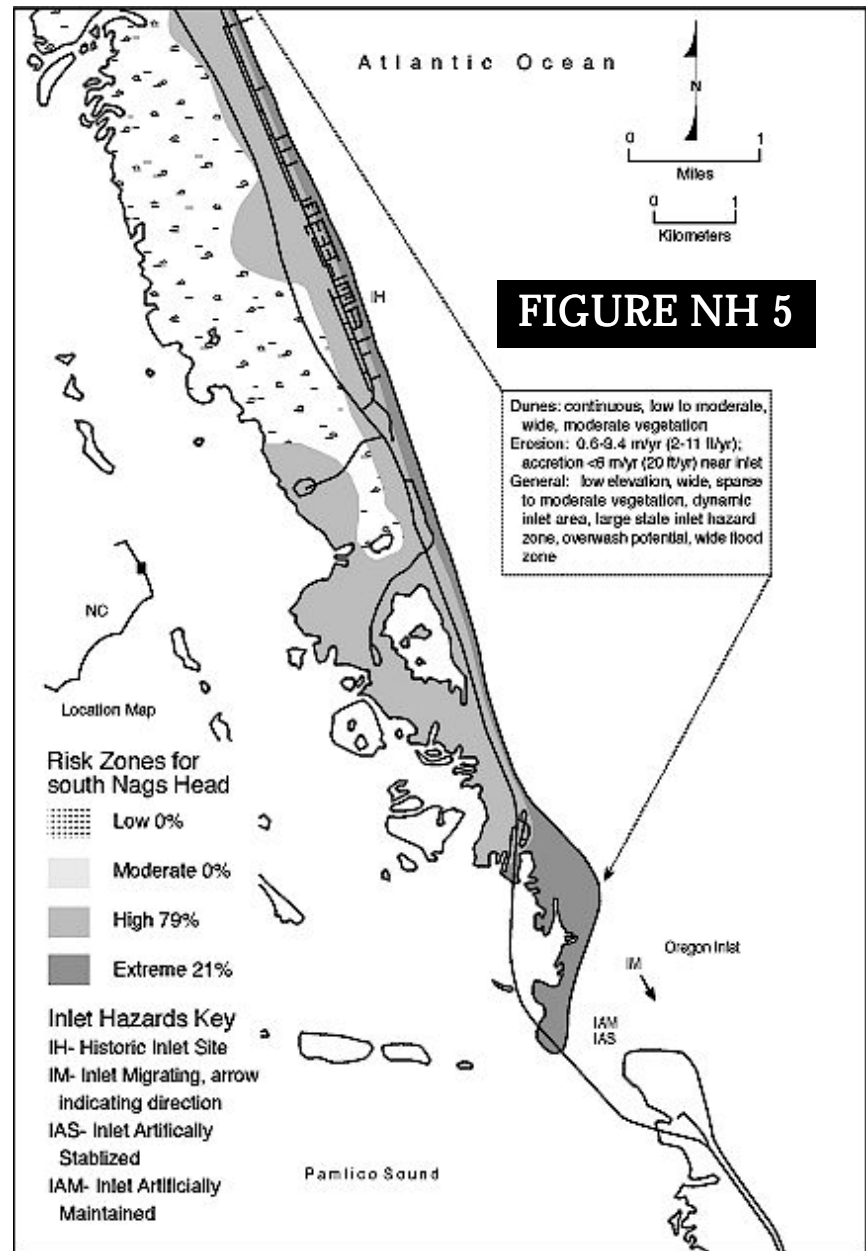 Atlantic Ocean
N
0 1
Miles
0 1
Kilometers
IH
FIGURE NH 5
Dunes: continuous, low to moderate,
wide, moderate vegetation
Erosion: 0.6-3.4 m/yr (2-11 ft/yr);
accretion <6 m/yr (20 ft/yr) near inlet
General: low elevation, wide, sparse
to moderate vegetation, dynamic
inlet area, large state inlet hazard
zone, overwash potential, wide flood
zone
NC
Location Map
Risk Zones for
south Nags Head
Low 0%
Moderate 0%
High 79%
Extreme 21%
Oregon Inlet
IM
IAM
IAS
Inlet Hazards Key
IH- Historic Inlet Site
IM- Inlet Migrating, arrow
indicating direction
IAS- Inlet Artifically
Stablized
IAM- Inlet Artificially
Maintained
Pamlico Sound